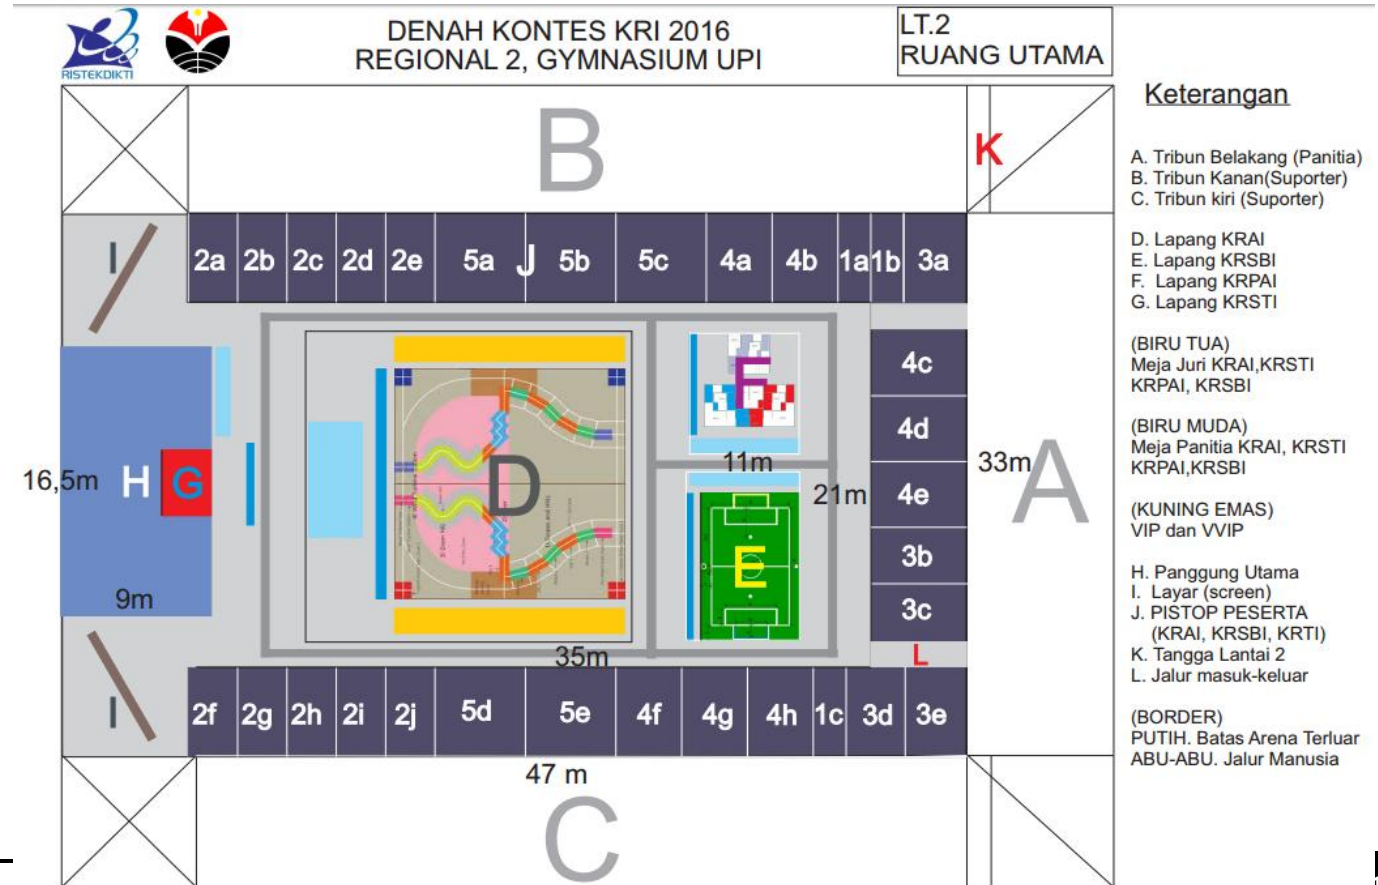 RISTEKDIKTI
DENAH KONTES KRI 2016
REGIONAL 2, GYMNASIUM UPI
LT.2
RUANG UTAMA
B
K
I
2a 2b 2c 2d 2e 5a J 5b 5c 4a 4b 1a 1b 3a
4c
F
4d
11m
33m
A
16,5m
H
G
D
21m
4e
E
3b
9m
3c
35m
L
I
2f 2g 2h 2i 2j 5d 5e 4f 4g 4h 1c 3d 3e
47 m
C
Keterangan
A. Tribun Belakang (Panitia)
B. Tribun Kanan(Suporter)
C. Tribun kiri (Suporter)
D. Lapang KRAI
E. Lapang KRSBI
F. Lapang KRPAI
G. Lapang KRSTI
(BIRU TUA)
Meja Juri KRAI,KRSTI
KRPAI, KRSBI
(BIRU MUDA)
Meja Panitia KRAI, KRSTI
KRPAI,KRSBI
(KUNING EMAS)
VIP dan VVIP
H. Panggung Utama
I. Layar (screen)
J. PISTOP PESERTA
(KRAI, KRSBI, KRTI)
K. Tangga Lantai 2
L. Jalur masuk-keluar
(BORDER)
PUTIH. Batas Arena Terluar
ABU-ABU. Jalur Manusia